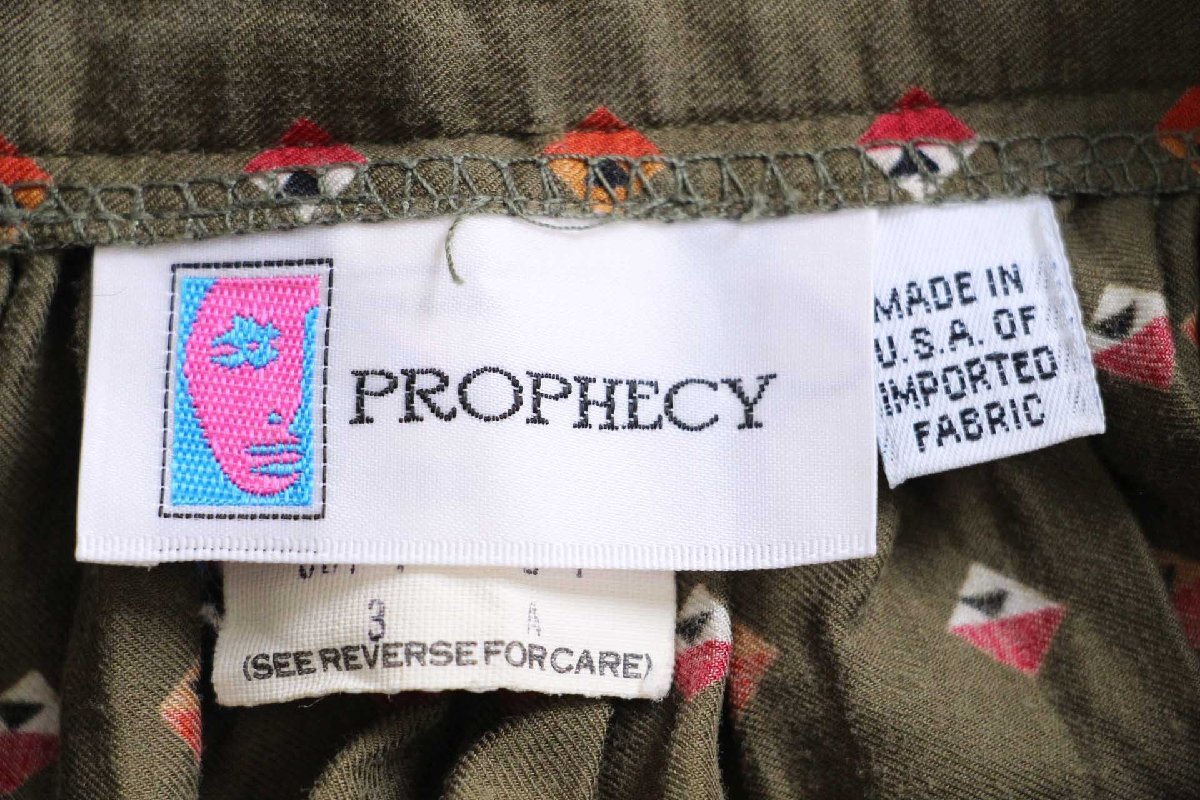 PROPHECY
MADE IN
U.S.A. OF
IMPORTED
FABRIC
3 A
(SEE REVERSE FOR CARE)